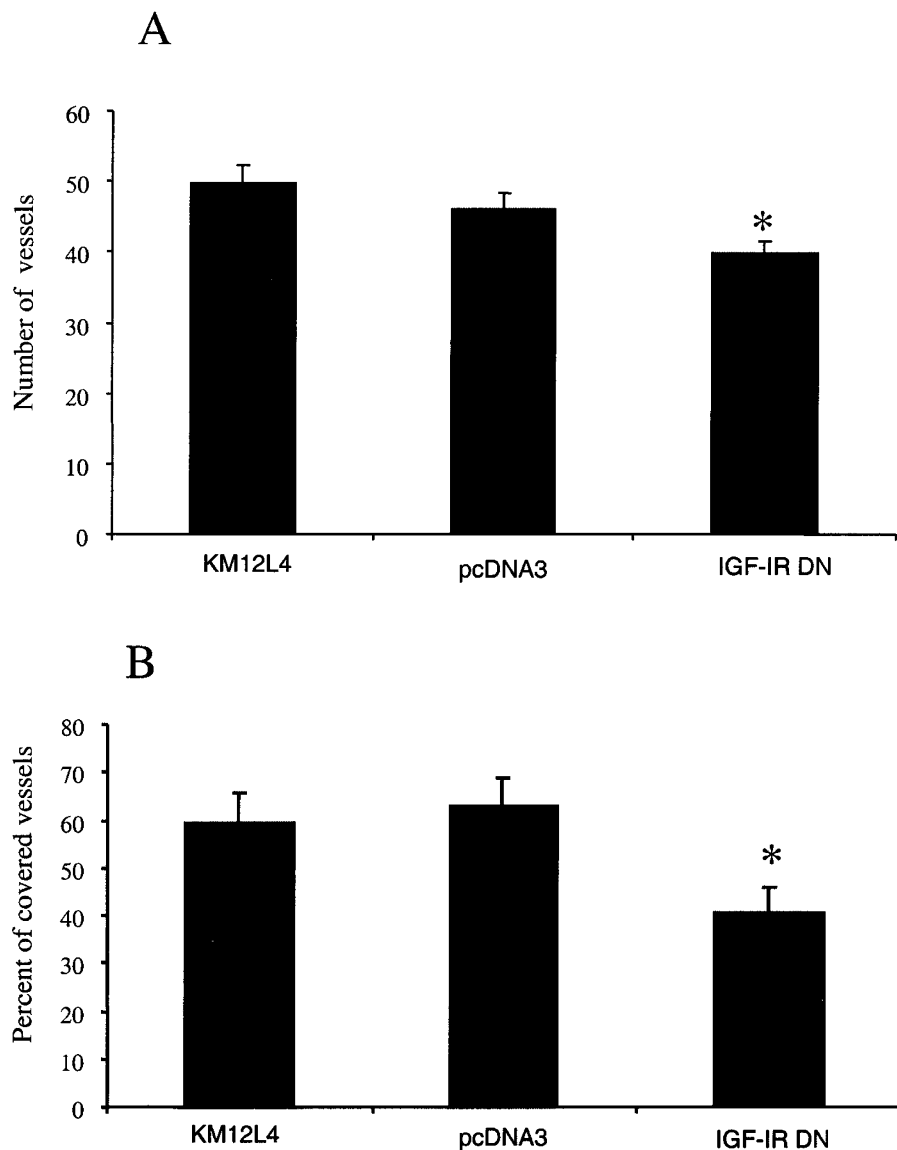 A
Number of vessels
60
50
40
30
20
10
0
*
KM12L4
pcDNA3
IGF-IR DN
B
Percent of covered vessels
80
70
60
50
40
30
20
10
0
*
KM12L4
pcDNA3
IGF-IR DN